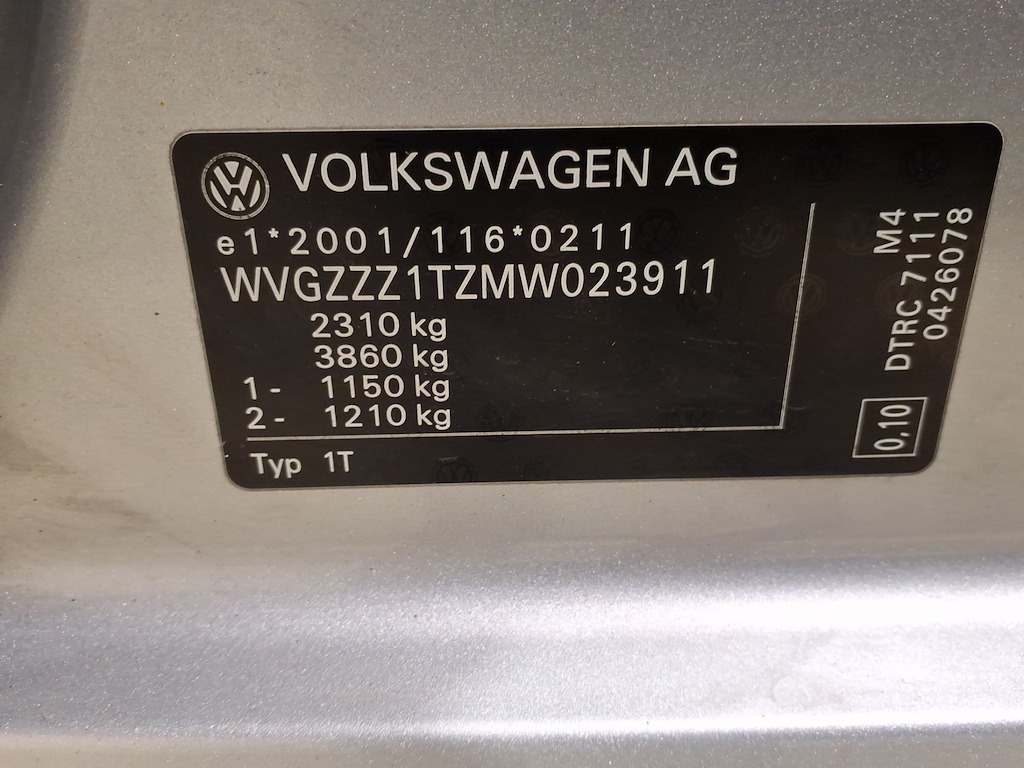 VOLKSWAGEN AG
e1*2001/116*0211
WVGZZZ1TZMW023911
2310 kg
3860 kg
1- 1150 kg
2- 1210 kg
Typ 1T
M4
DTRC 7111
0426078
0,10